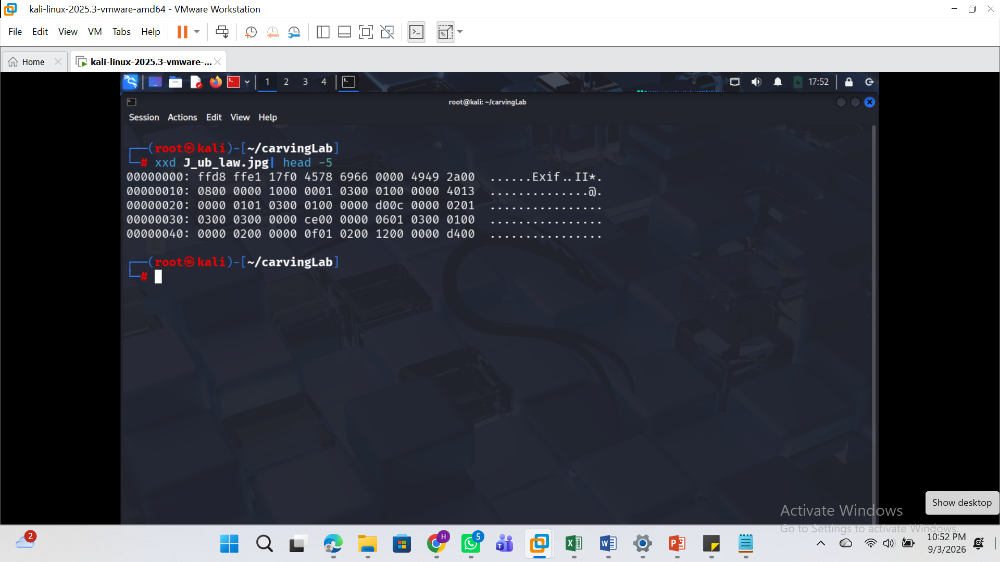 kali-linux-2025.3-vmware-amd64 - VMware Workstation
File Edit View VM Tabs Help
Home
kali-linux-2025.3-vmware-...
1 2 3 4
17:52
root@kali: ~/carvingLab
Session Actions Edit View Help
┌──(root㉿kali)-[~/carvingLab]
└─# xxd J_ub_law.jpg| head -5
00000000: ffd8 ffe1 17f0 4578 6966 0000 4949 2a00  ......Exif..II*.
00000010: 0800 0000 1000 0001 0300 0100 0000 4013  ..............@.
00000020: 0000 0101 0300 0100 0000 d00c 0000 0201  ................
00000030: 0300 0300 0000 ce00 0000 0601 0300 0100  ................
00000040: 0000 0200 0000 0f01 0200 1200 0000 d400  ................
┌──(root㉿kali)-[~/carvingLab]
└─#
Show desktop
Activate Windows
Go to Settings to activate Windows.
2
H
5
10:52 PM
9/3/2026